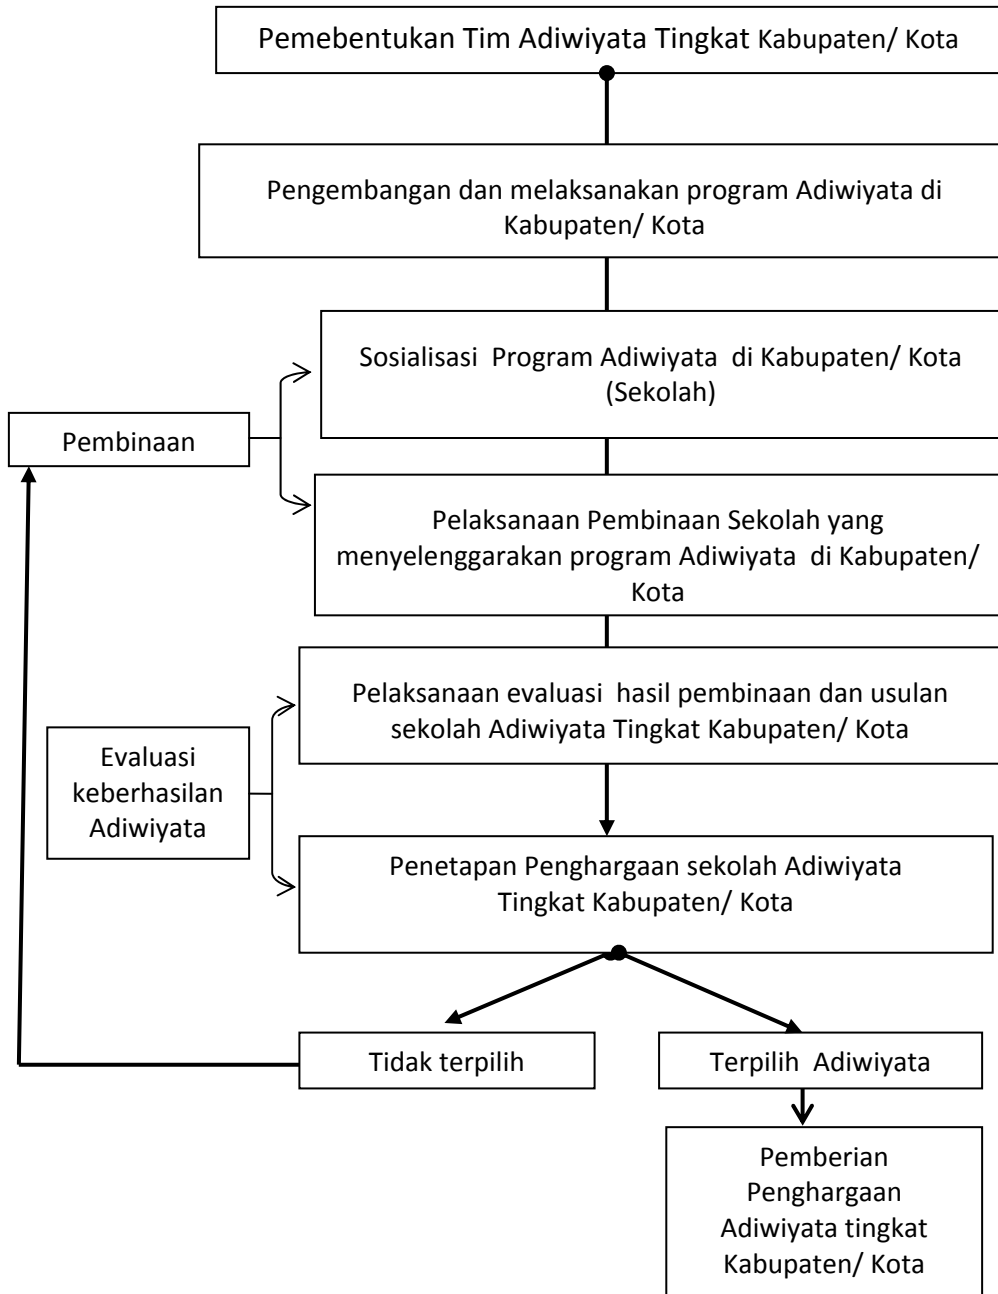 Pemebentukan Tim Adiwiyata Tingkat Kabupaten/ Kota
Pengembangan dan melaksanakan program Adiwiyata di
Kabupaten/ Kota
Sosialisasi Program Adiwiyata di Kabupaten/ Kota
(Sekolah)
Pembinaan
Pelaksanaan Pembinaan Sekolah yang
menyelenggarakan program Adiwiyata di Kabupaten/
Kota
Pelaksanaan evaluasi hasil pembinaan dan usulan
sekolah Adiwiyata Tingkat Kabupaten/ Kota
Evaluasi
keberhasilan
Adiwiyata
Penetapan Penghargaan sekolah Adiwiyata
Tingkat Kabupaten/ Kota
Tidak terpilih
Terpilih Adiwiyata
Pemberian
Penghargaan
Adiwiyata tingkat
Kabupaten/ Kota